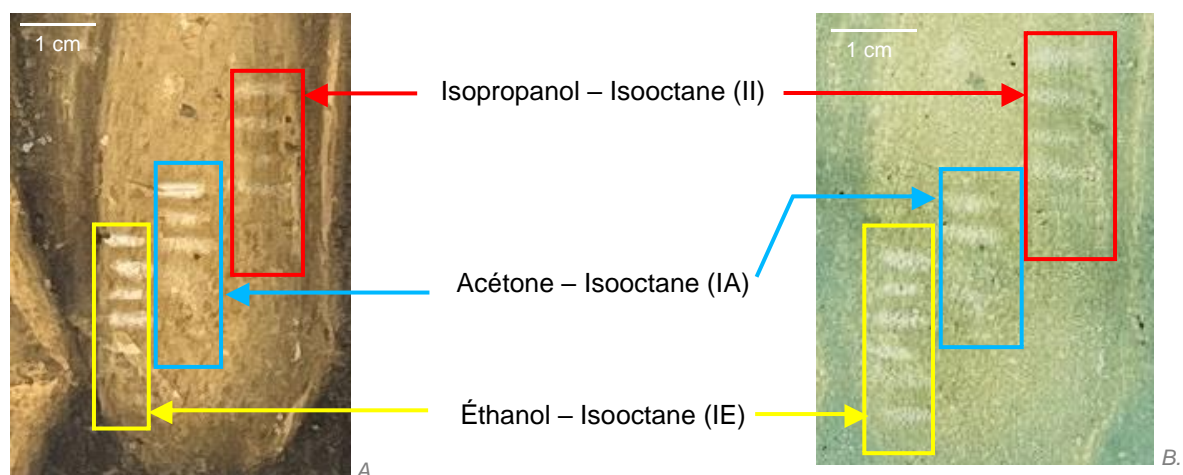 1 cm
1 cm
Isopropanol – Isooctane (II)
Acétone – Isooctane (IA)
Éthanol – Isooctane (IE)
A
B.